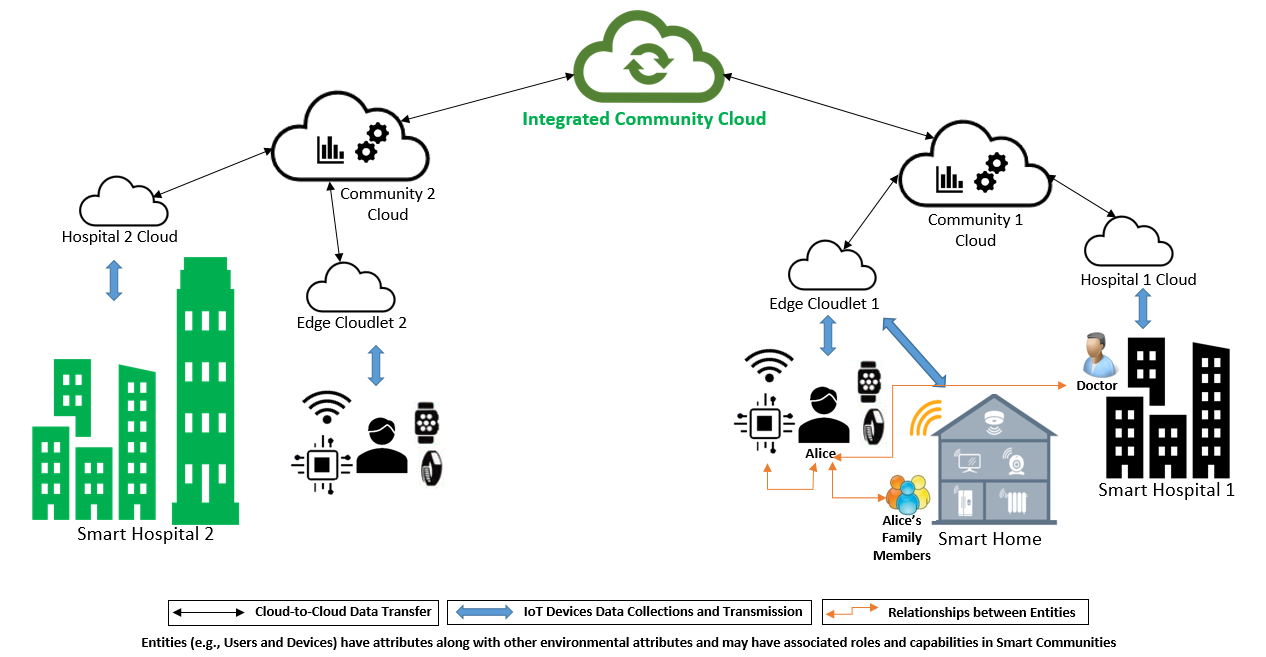 Integrated Community Cloud
Community 2
Cloud
Hospital 2 Cloud
Edge Cloudlet 2
Smart Hospital 2
Community 1
Cloud
Edge Cloudlet 1
Hospital 1 Cloud
Doctor
Alice
Alice's
Family
Members
Smart Home
Smart Hospital 1
Cloud-to-Cloud Data Transfer
IoT Devices Data Collections and Transmission
Relationships between Entities
Entities (e.g., Users and Devices) have attributes along with other environmental attributes and may have associated roles and capabilities in Smart Communities